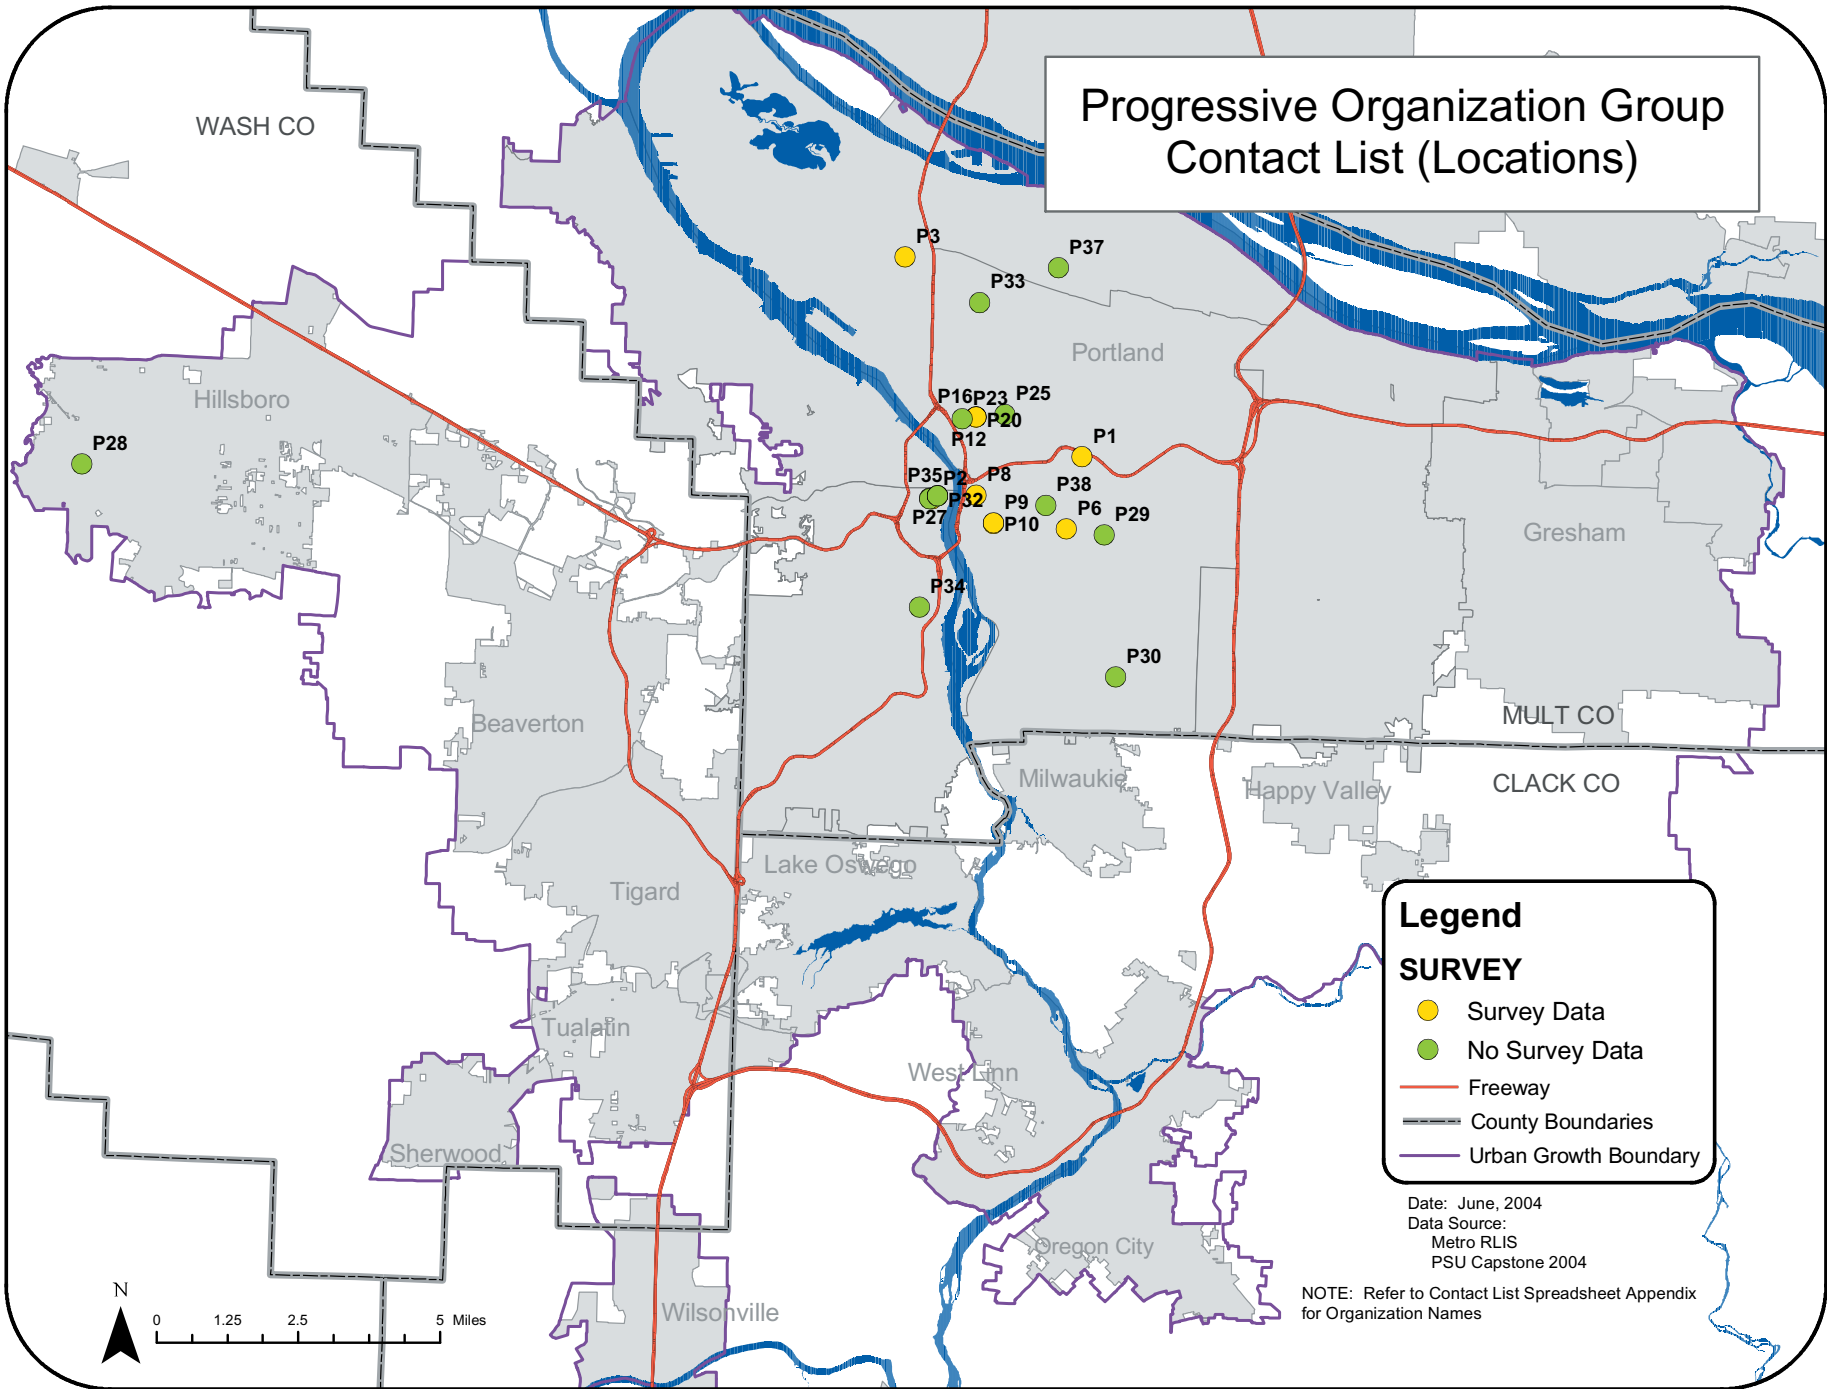 Progressive Organization Group
Contact List (Locations)
WASH CO
P3
P37
P33
Portland
Hillsboro
P28
P16
P23
P25
P20
P12
P1
P35
P2
P8
P32
P27
P9
P10
P38
P6
P29
Gresham
P34
P30
MULT CO
Beaverton
Milwaukie
Happy Valley
CLACK CO
Lake Oswego
Tigard
Tualatin
West Linn
Sherwood
Oregon City
Wilsonville
Legend
SURVEY
Survey Data
No Survey Data
Freeway
County Boundaries
Urban Growth Boundary
Date: June, 2004
Data Source:
Metro RLIS
PSU Capstone 2004
NOTE: Refer to Contact List Spreadsheet Appendix
for Organization Names
N
0 1.25 2.5 5 Miles